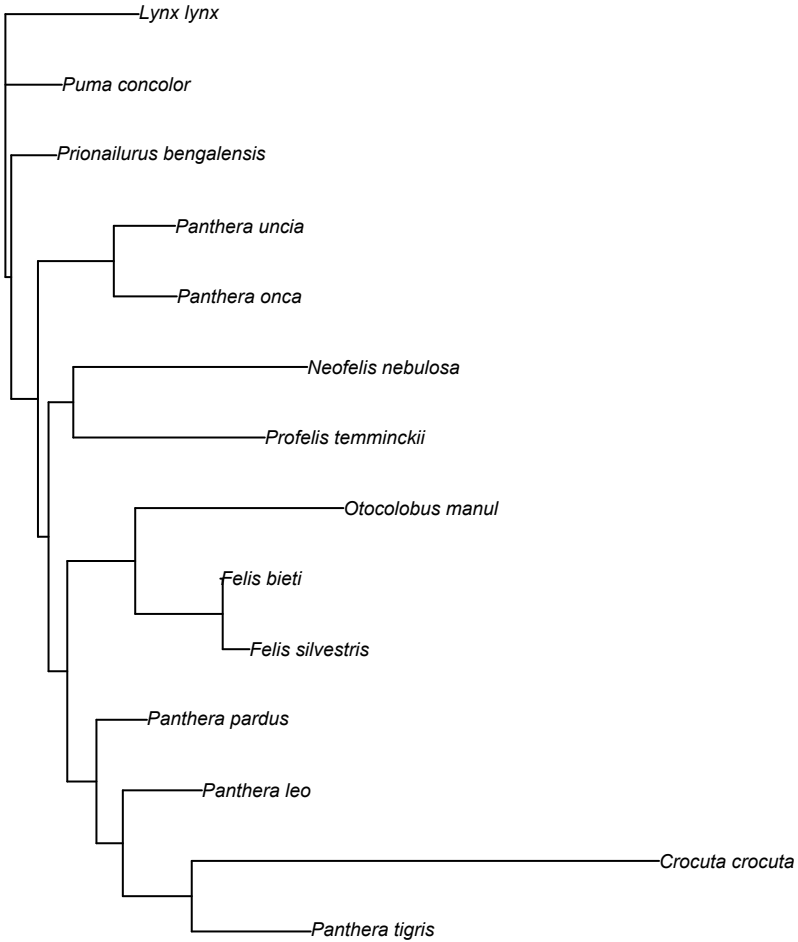 Lynx lynx
Puma concolor
Prionailurus bengalensis
Panthera uncia
Panthera onca
Neofelis nebulosa
Profelis temminckii
Otocolobus manul
Felis bieti
Felis silvestris
Panthera pardus
Panthera leo
Crocuta crocuta
Panthera tigris